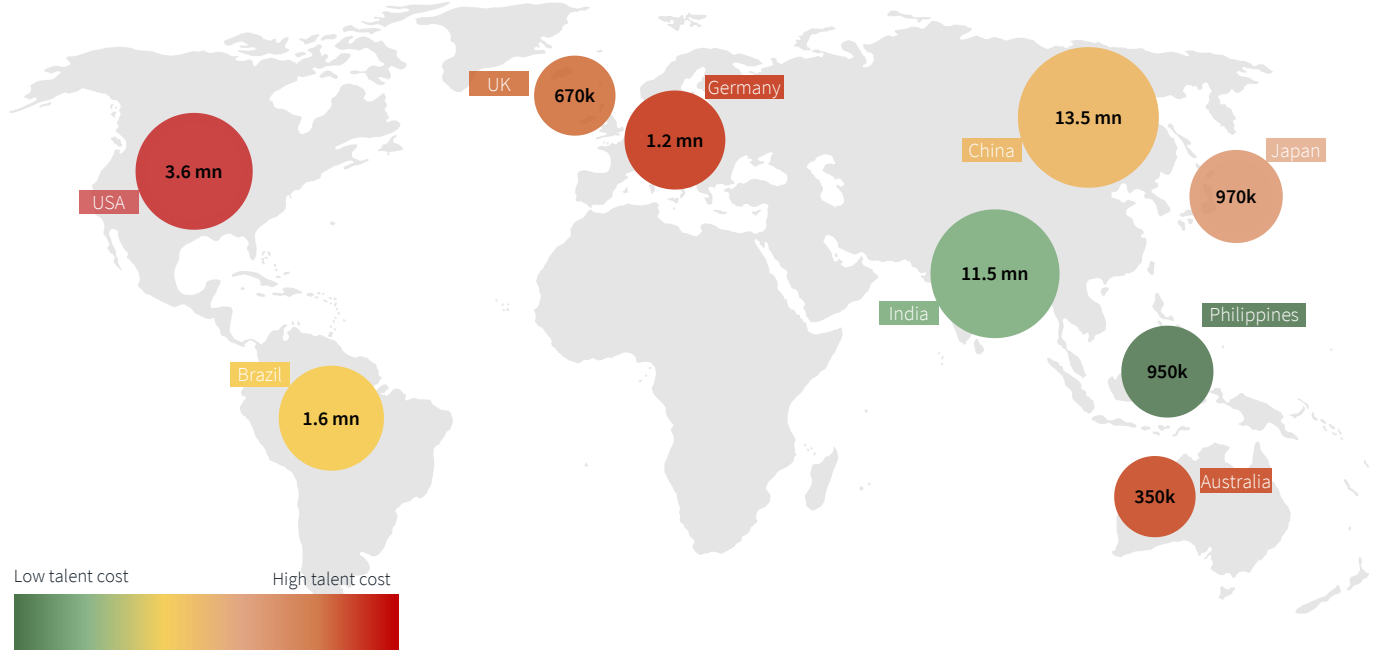 UK
670k
Germany
1.2 mn
13.5 mn
China
Japan
970k
3.6 mn
USA
11.5 mn
India
Philippines
950k
Brazil
1.6 mn
350k
Australia
Low talent cost
High talent cost